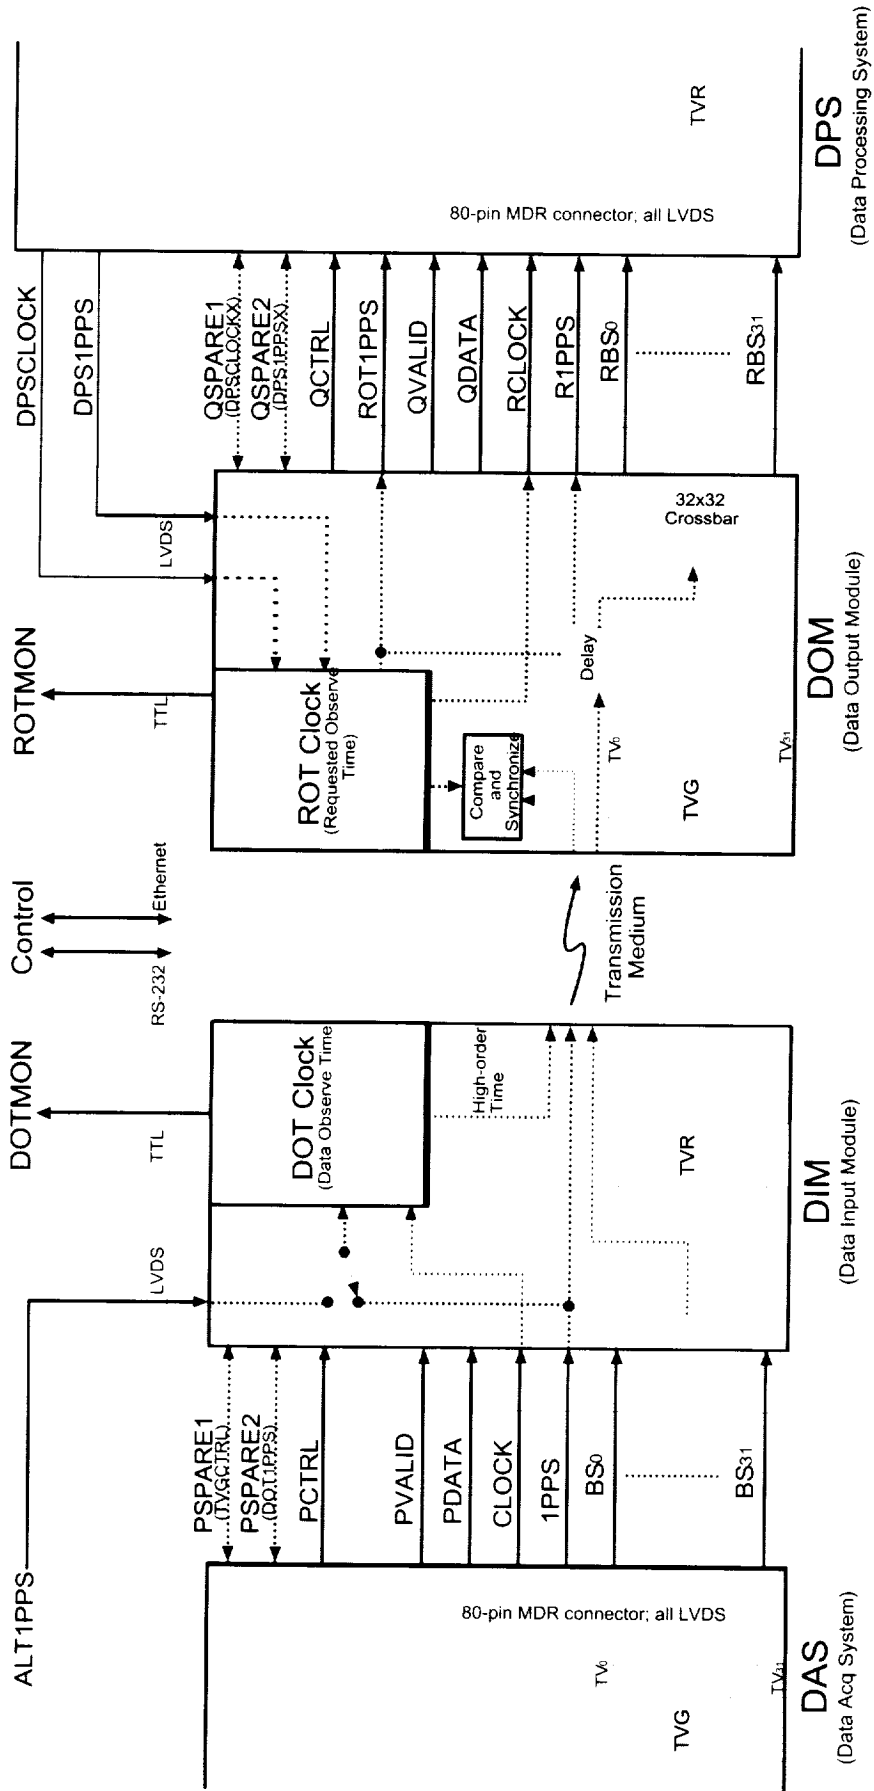 ALT1PPS
LVDS
DOTMON
TTL
Control
RS-232
Ethernet
ROTMON
TTL
LVDS
DPSCLOCK
DPS1PPS
PSPARE1
(TVGCTRL)
PSPARE2
(DOT1PPS)
PCTRL
PVALID
PDATA
CLOCK
1PPS
BS0
BS31
80-pin MDR connector; all LVDS
TV0
TVG
TV31
DAS
(Data Acq System)
DOT Clock
(Data Observe Time)
High-order
Time
TVR
DIM
(Data Input Module)
Transmission
Medium
ROT Clock
(Requested Observe
Time)
Compare
and
Synchronize
Delay
TV0
TVG
TV31
32x32
Crossbar
DOM
(Data Output Module)
QSPARE1
(DPSCLOCKX)
QSPARE2
(DPS1PPSX)
QCTRL
ROT1PPS
QVALID
QDATA
RCLOCK
R1PPS
RBS0
RBS31
80-pin MDR connector; all LVDS
TVR
DPS
(Data Processing System)